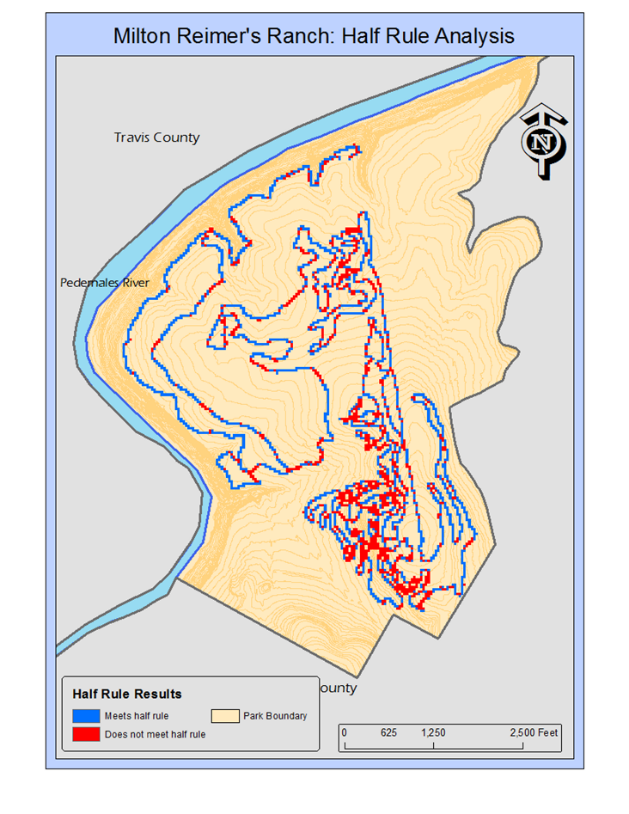 Milton Reimer's Ranch: Half Rule Analysis
Travis County
N
Pedernales River
ounty
Half Rule Results
Meets half rule
Park Boundary
Does not meet half rule
0 625 1,250 2,500 Feet